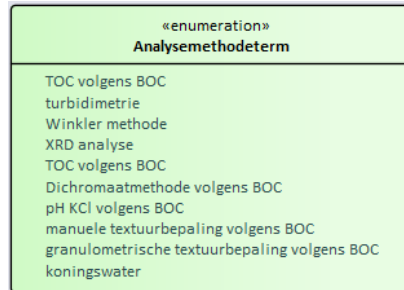 «enumeration»
Analysemethodeterm
TOC volgens BOC
turbidimetrie
Winkler methode
XRD analyse
TOC volgens BOC
Dichromaatmethode volgens BOC
pH KCl volgens BOC
manuele textuurbepaling volgens BOC
granulometrische textuurbepaling volgens BOC
koningswater